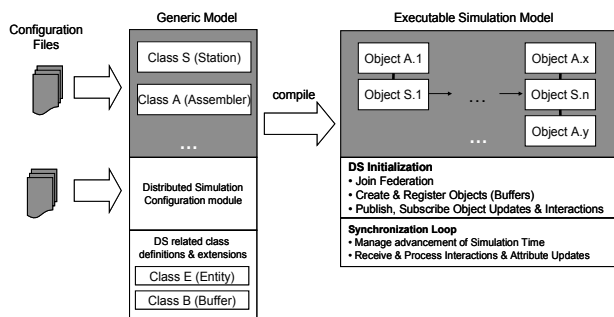 Configuration
Files
Generic Model
Class S (Station)
Class A (Assembler)
...
Distributed Simulation
Configuration module
DS related class
definitions & extensions
Class E (Entity)
Class B (Buffer)
compile
Executable Simulation Model
Object A.1
Object A.x
Object S.1
...
Object S.n
Object A.y
...
DS Initialization
• Join Federation
• Create & Register Objects (Buffers)
• Publish, Subscribe Object Updates & Interactions
Synchronization Loop
• Manage advancement of Simulation Time
• Receive & Process Interactions & Attribute Updates